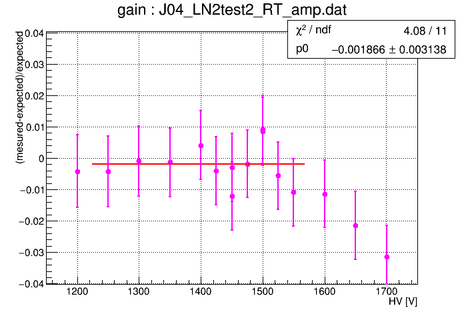 gain : J04_LN2test2_RT_amp.dat
χ² / ndf 4.08 / 11
p0 −0.001866 ± 0.003138
(mesured-expected)/expected
0.04
0.03
0.02
0.01
0
−0.01
−0.02
−0.03
−0.04
1200 1300 1400 1500 1600 1700
HV [V]